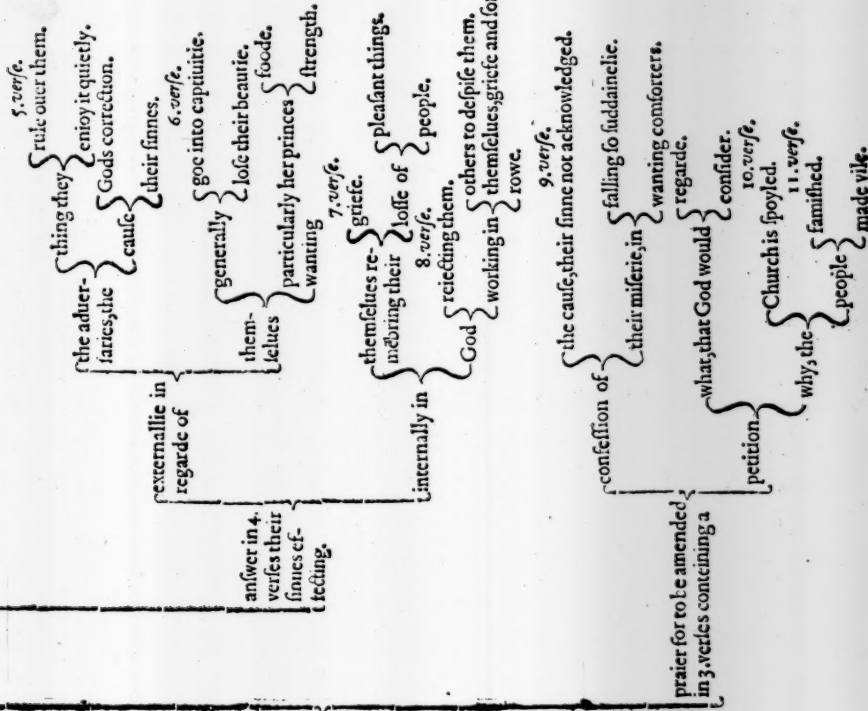 answer in 4.
verses their
sinnes ef-
fecting.
externallie in
regarde of
the aduer-
saries, the
thing they
5. verse.
rule ouer them.
enioy it quietly.
cause
Gods correction.
their sinnes.
them-
selues
generally
6. verse.
goe into captiuitie.
lose their beautie.
particularly her princes
wanting
foode.
strength.
internally in
themselues re-
mēbring their
7. verse.
griefe.
losse of
pleasant things.
people.
God
8. verse.
reiecting them.
working in
others to despise them.
themselues, griefe and sor
rowe.
praier for to be amended
in 3. verses conteining a
confession of
9. verse.
the cause, their sinne not acknowledged.
their miserie, in
falling so suddainelie.
wanting comforters.
petition
what, that God would
regarde.
consider.
why, the
10. verse.
Church is spoyled.
people
11. verse.
famished.
made vile.